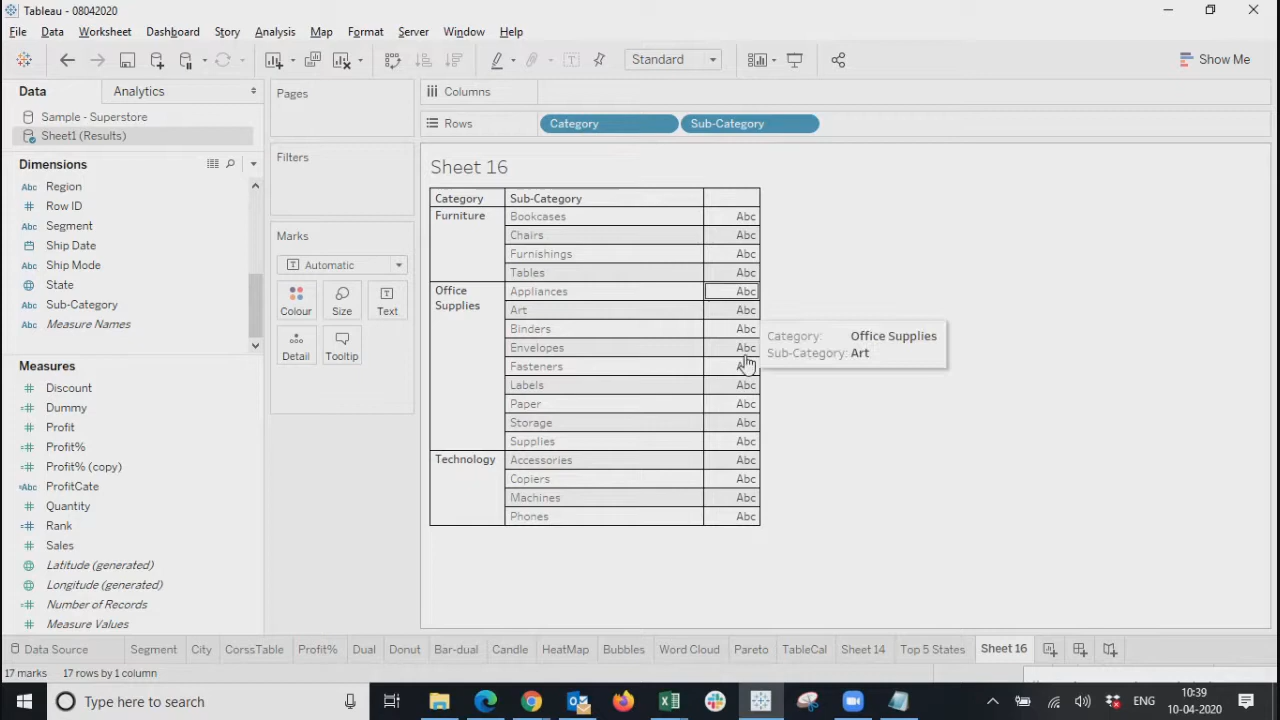 Tableau - 08042020
File Data Worksheet Dashboard Story Analysis Map Format Server Window Help
Standard
Show Me
Data Analytics
Sample - Superstore
Sheet1 (Results)
Dimensions
Abc Region
Row ID
Abc Segment
Ship Date
Abc Ship Mode
State
Abc Sub-Category
Abc Measure Names
Measures
Discount
Dummy
Profit
Profit%
Profit% (copy)
Abc ProfitCate
Quantity
Rank
Sales
Latitude (generated)
Longitude (generated)
Number of Records
Measure Values
Pages
Filters
Marks
Automatic
Colour Size Text
Detail Tooltip
Columns
Rows Category Sub-Category
Sheet 16
Category Sub-Category
Furniture Bookcases Abc
Chairs Abc
Furnishings Abc
Tables Abc
Office Supplies Appliances Abc
Art Abc
Binders Abc
Envelopes Abc
Fasteners
Labels Abc
Paper Abc
Storage Abc
Supplies Abc
Technology Accessories Abc
Copiers Abc
Machines Abc
Phones Abc
Category: Office Supplies
Sub-Category: Art
Data Source Segment City CorssTable Profit% Dual Donut Bar-dual Candle HeatMap Bubbles Word Cloud Pareto TableCal Sheet 14 Top 5 States Sheet 16
17 marks 17 rows by 1 column
Type here to search
ENG
10:39
10-04-2020